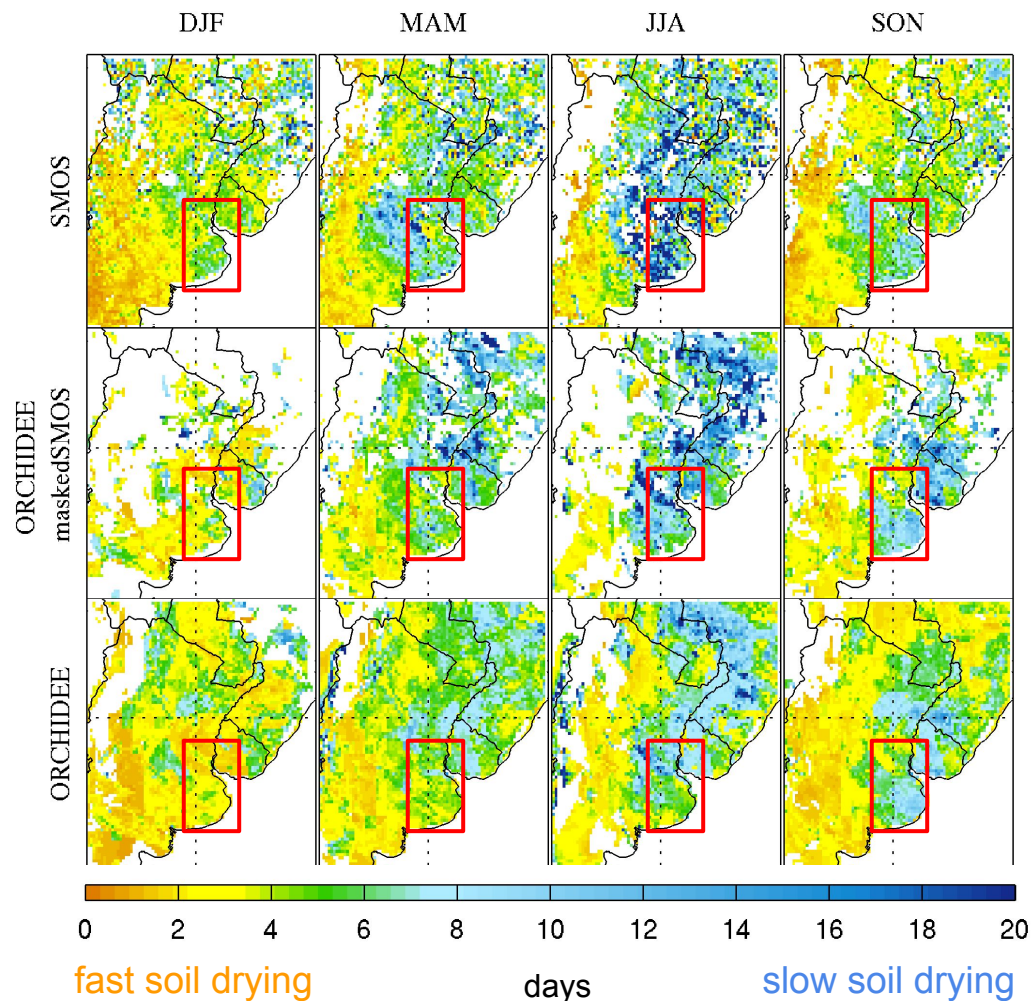 DJF MAM JJA SON
SMOS
ORCHIDEE
maskedSMOS
ORCHIDEE
0 2 4 6 8 10 12 14 16 18 20
fast soil drying days slow soil drying